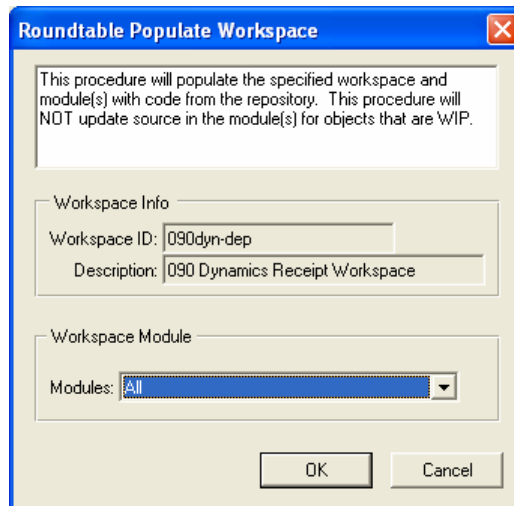 Roundtable Populate Workspace
This procedure will populate the specified workspace and
module(s) with code from the repository.  This procedure will
NOT update source in the module(s) for objects that are WIP.
Workspace Info
Workspace ID: 090dyn-dep
Description: 090 Dynamics Receipt Workspace
Workspace Module
Modules: All
OK Cancel